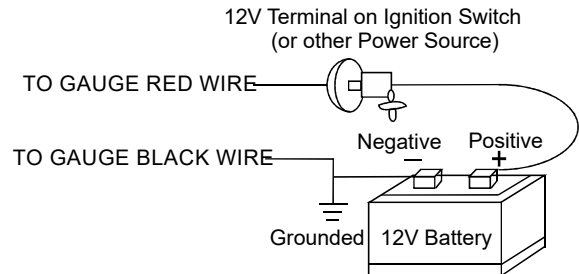 12V Terminal on Ignition Switch
(or other Power Source)
TO GAUGE RED WIRE
Negative Positive
− +
TO GAUGE BLACK WIRE
Grounded
12V Battery